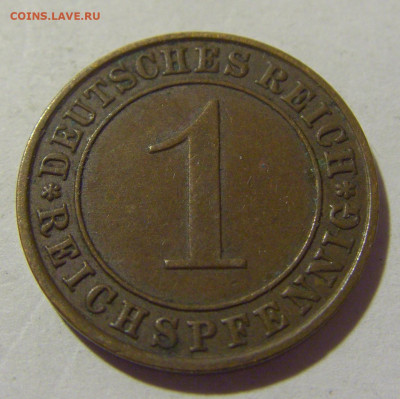 COINS.LAVE.RU
DEUTSCHES REICH
1
* REICHSPFENNIG *